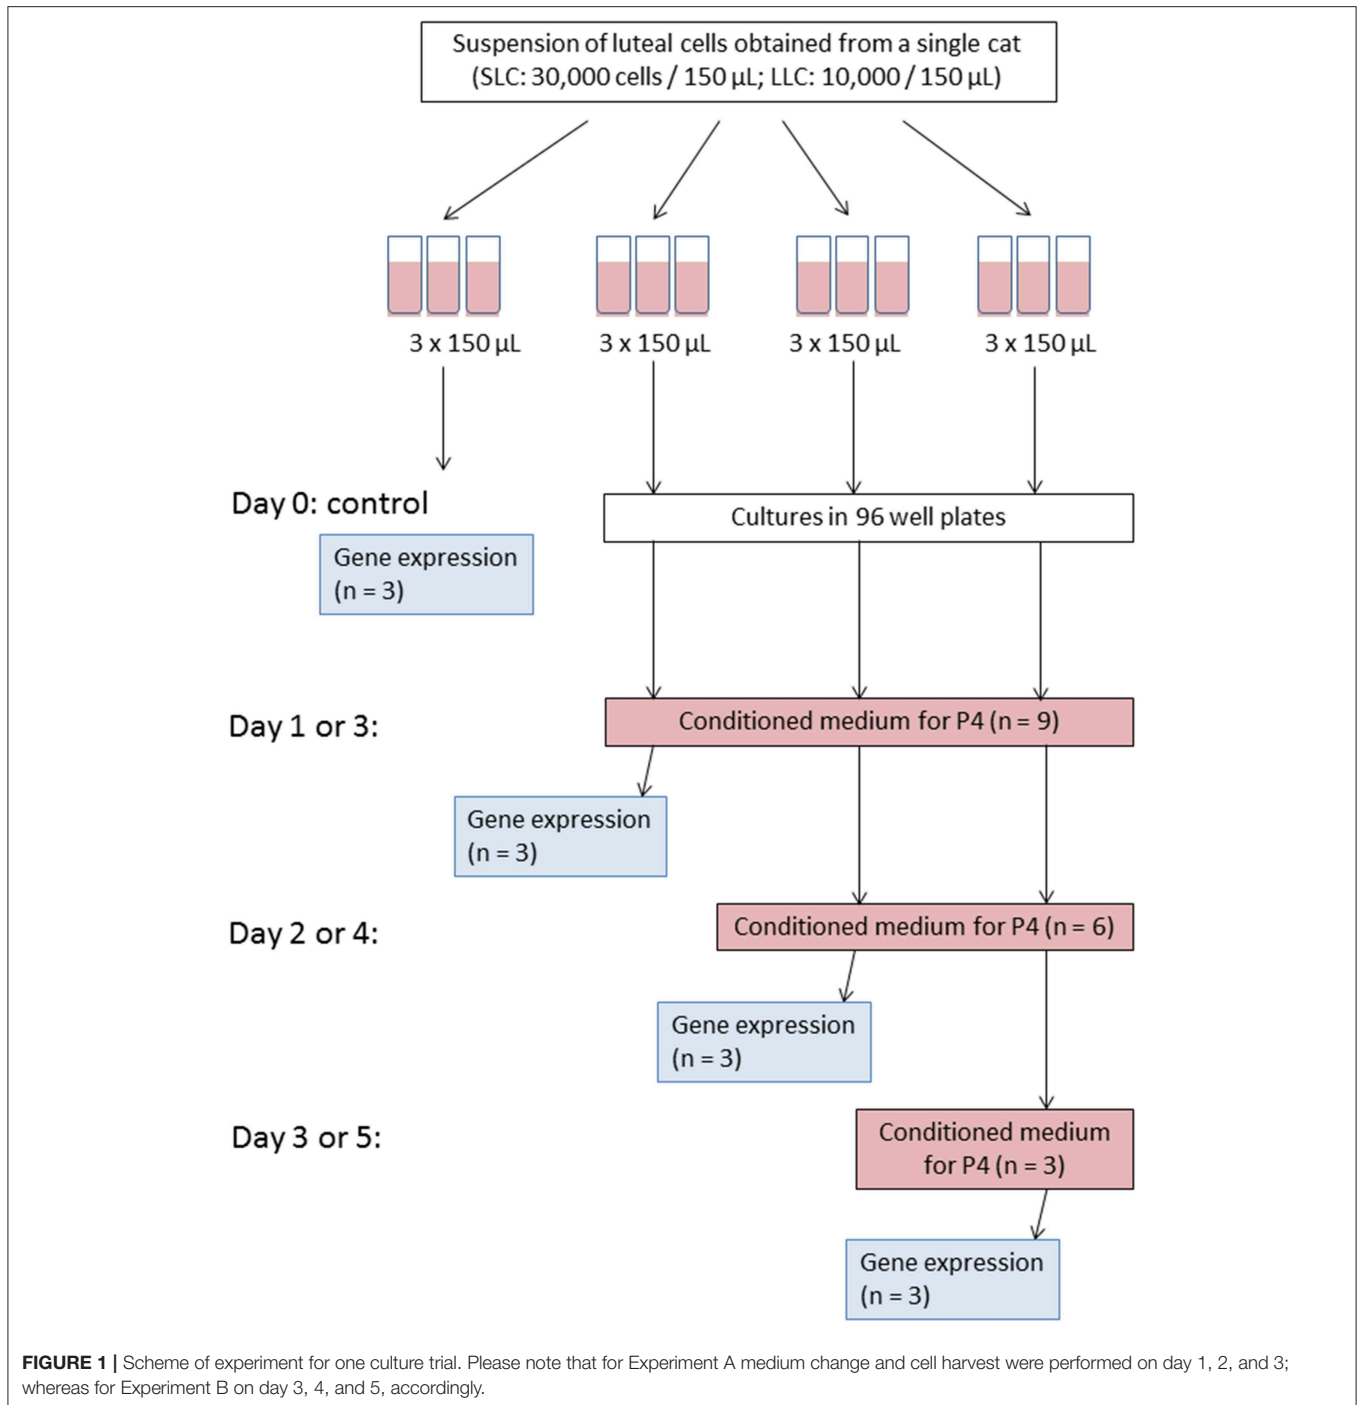 Suspension of luteal cells obtained from a single cat
(SLC: 30,000 cells / 150 µL; LLC: 10,000 / 150 µL)
3 x 150 µL
3 x 150 µL
3 x 150 µL
3 x 150 µL
Day 0: control
Cultures in 96 well plates
Gene expression
(n = 3)
Day 1 or 3:
Conditioned medium for P4 (n = 9)
Gene expression
(n = 3)
Day 2 or 4:
Conditioned medium for P4 (n = 6)
Gene expression
(n = 3)
Day 3 or 5:
Conditioned medium
for P4 (n = 3)
Gene expression
(n = 3)
FIGURE 1 | Scheme of experiment for one culture trial. Please note that for Experiment A medium change and cell harvest were performed on day 1, 2, and 3;
whereas for Experiment B on day 3, 4, and 5, accordingly.